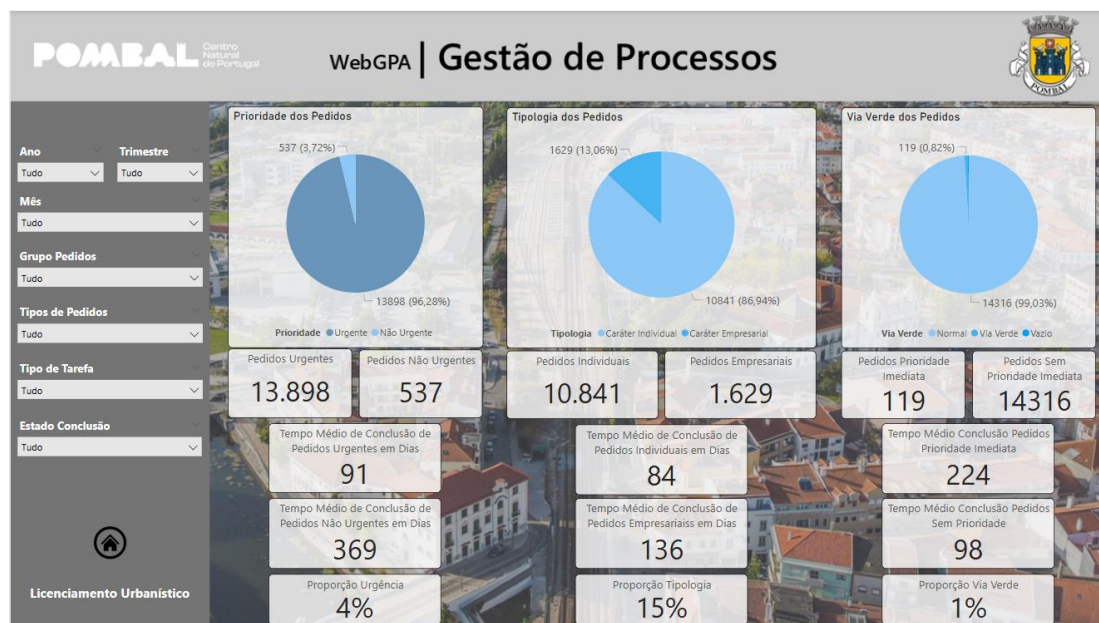 POMBAL Centro
Natural
de Portugal
WebGPA | Gestão de Processos
POMBAL
Ano
Trimestre
Tudo
Tudo
Mês
Tudo
Grupo Pedidos
Tudo
Tipos de Pedidos
Tudo
Tipo de Tarefa
Tudo
Estado Conclusão
Tudo
Licenciamento Urbanístico
Prioridade dos Pedidos
537 (3,72%)
13898 (96,28%)
Prioridade Urgente Não Urgente
Tipologia dos Pedidos
1629 (13,06%)
10841 (86,94%)
Tipologia Caráter Individual Caráter Empresarial
Via Verde dos Pedidos
119 (0,82%)
14316 (99,03%)
Via Verde Normal Via Verde Vazio
Pedidos Urgentes
13.898
Pedidos Não Urgentes
537
Pedidos Individuais
10.841
Pedidos Empresariais
1.629
Pedidos Prioridade
Imediata
119
Pedidos Sem
Prioridade Imediata
14316
Tempo Médio de Conclusão de
Pedidos Urgentes em Dias
91
Tempo Médio de Conclusão de
Pedidos Individuais em Dias
84
Tempo Médio Conclusão Pedidos
Prioridade Imediata
224
Tempo Médio de Conclusão de
Pedidos Não Urgentes em Dias
369
Tempo Médio de Conclusão de
Pedidos Empresariaiss em Dias
136
Tempo Médio Conclusão Pedidos
Sem Prioridade
98
Proporção Urgência
4%
Proporção Tipologia
15%
Proporção Via Verde
1%